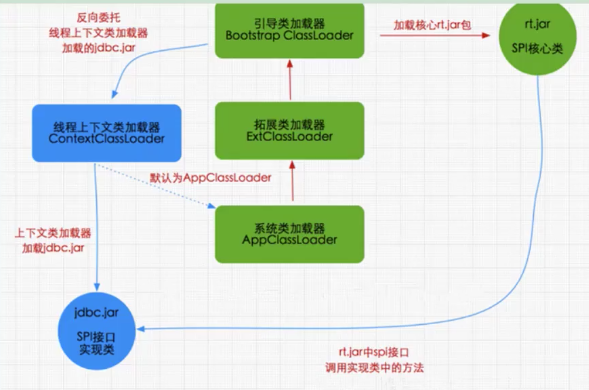 反向委托
线程上下文类加载器
加载的jdbc.jar
引导类加载器
Bootstrap ClassLoader
加载核心rt.jar包
rt.jar
SPI核心类
线程上下文类加载器
ContextClassLoader
拓展类加载器
ExtClassLoader
默认为AppClassLoader
系统类加载器
AppClassLoader
上下文类加载器
加载jdbc.jar
jdbc.jar
SPI接口
实现类
rt.jar中spi接口
调用实现类中的方法